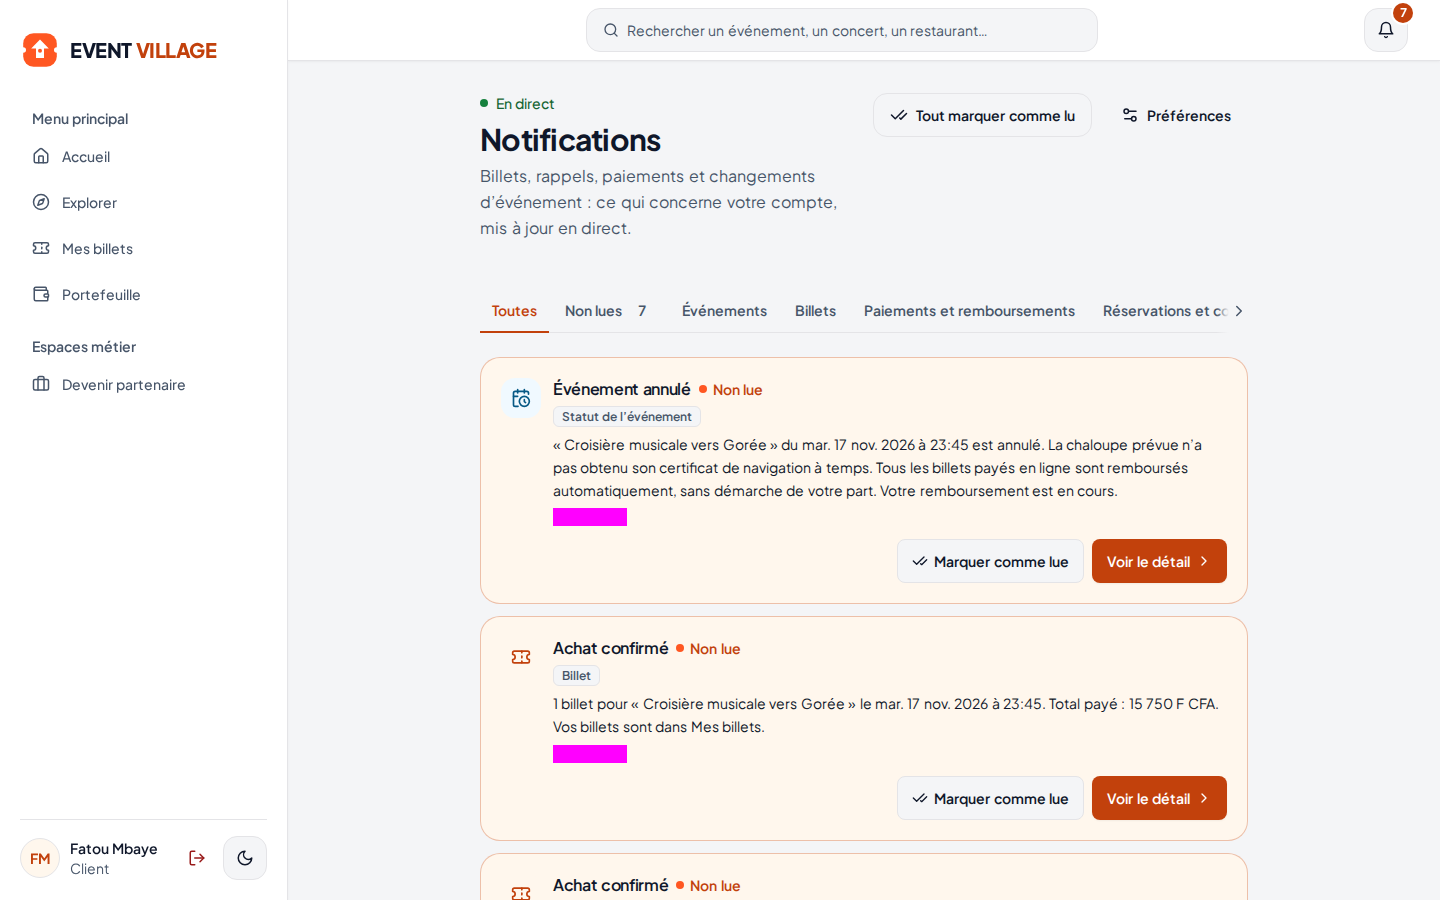 EVENT VILLAGE
Menu principal
Accueil
Explorer
Mes billets
Portefeuille
Espaces métier
Devenir partenaire
FM
Fatou Mbaye
Client
Rechercher un événement, un concert, un restaurant…
7
En direct
Notifications
Billets, rappels, paiements et changements
d’événement : ce qui concerne votre compte,
mis à jour en direct.
Tout marquer comme lu
Préférences
Toutes
Non lues 7
Événements
Billets
Paiements et remboursements
Réservations et
Événement annulé
Non lue
Statut de l’événement
« Croisière musicale vers Gorée » du mar. 17 nov. 2026 à 23:45 est annulé. La chaloupe prévue n’a
pas obtenu son certificat de navigation à temps. Tous les billets payés en ligne sont remboursés
automatiquement, sans démarche de votre part. Votre remboursement est en cours.
Marquer comme lue
Voir le détail
Achat confirmé
Non lue
Billet
1 billet pour « Croisière musicale vers Gorée » le mar. 17 nov. 2026 à 23:45. Total payé : 15 750 F CFA.
Vos billets sont dans Mes billets.
Marquer comme lue
Voir le détail
Achat confirmé
Non lue